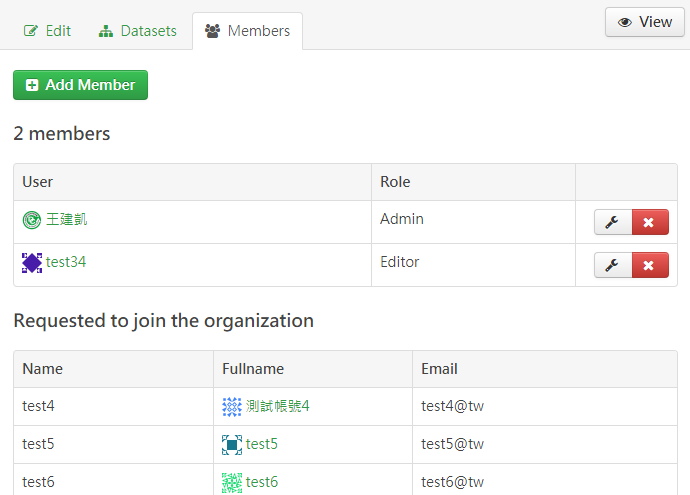 Edit Datasets Members View
Add Member
2 members
User Role
王建凱 Admin
test34 Editor
Requested to join the organization
Name Fullname Email
test4 測試帳號4 test4@tw
test5 test5 test5@tw
test6 test6 test6@tw